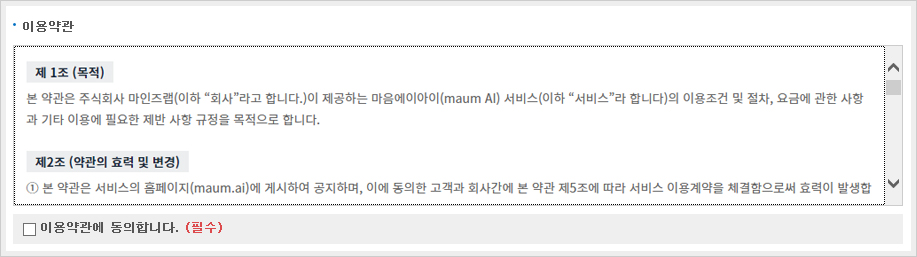 이용약관
제 1조 (목적)
본 약관은 주식회사 마인즈랩(이하 “회사”라고 합니다.)이 제공하는 마음에이아이(maum AI) 서비스(이하 “서비스”라 합니다)의 이용조건 및 절차, 요금에 관한 사항
과 기타 이용에 필요한 제반 사항 규정을 목적으로 합니다.
제2조 (약관의 효력 및 변경)
① 본 약관은 서비스의 홈페이지(maum.ai)에 게시하여 공지하며, 이에 동의한 고객과 회사간에 본 약관 제5조에 따라 서비스 이용계약을 체결함으로써 효력이 발생합
이용약관에 동의합니다. (필수)